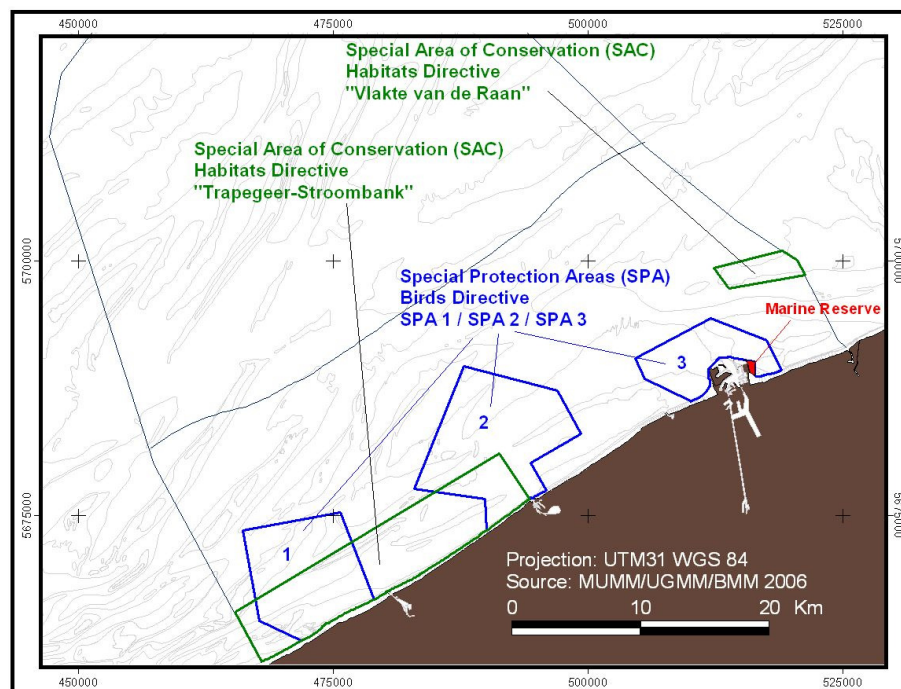 450000 475000 500000 525000
Special Area of Conservation (SAC)
Habitats Directive
"Vlakte van de Raan"
Special Area of Conservation (SAC)
Habitats Directive
"Trapegeer-Stroombank"
5700000
5700000
Special Protection Areas (SPA)
Birds Directive
SPA 1 / SPA 2 / SPA 3
Marine Reserve
3
2
1
5675000
5675000
Projection: UTM31 WGS 84
Source: MUMM/UGMM/BMM 2006
0 10 20 Km
450000 475000 500000 525000